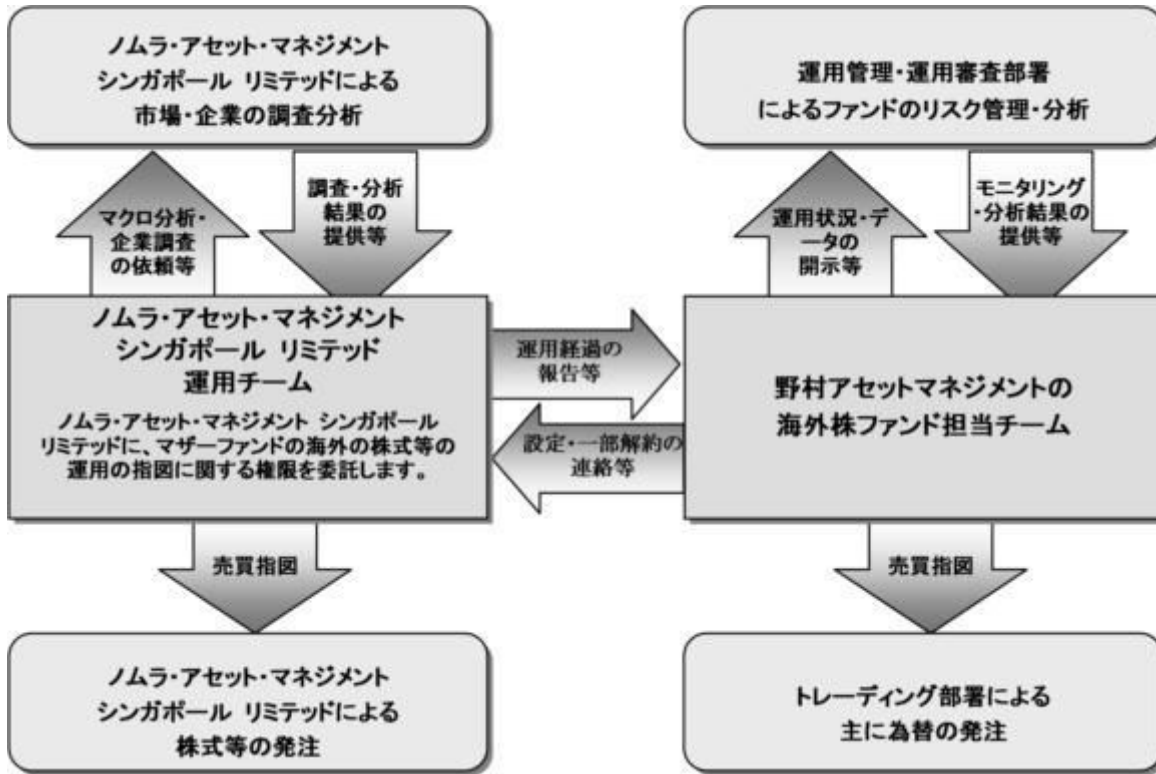 ノムラ・アセット・マネジメント
シンガポール リミテッドによる
市場・企業の調査分析
運用管理・運用審査部署
によるファンドのリスク管理・分析
マクロ分析・
企業調査
の依頼等
調査・分析
結果の
提供等
運用状況・デ
ータの
開示等
モニタリング
・分析結果の
提供等
ノムラ・アセット・マネジメント
シンガポール リミテッド
運用チーム
ノムラ・アセット・マネジメント シンガポール
リミテッドに、マザーファンドの海外の株式等の
運用の指図に関する権限を委託します。
運用経過の
報告等
設定・一部解約の
連絡等
野村アセットマネジメントの
海外株ファンド担当チーム
売買指図
売買指図
ノムラ・アセット・マネジメント
シンガポール リミテッドによる
株式等の発注
トレーディング部署による
主に為替の発注